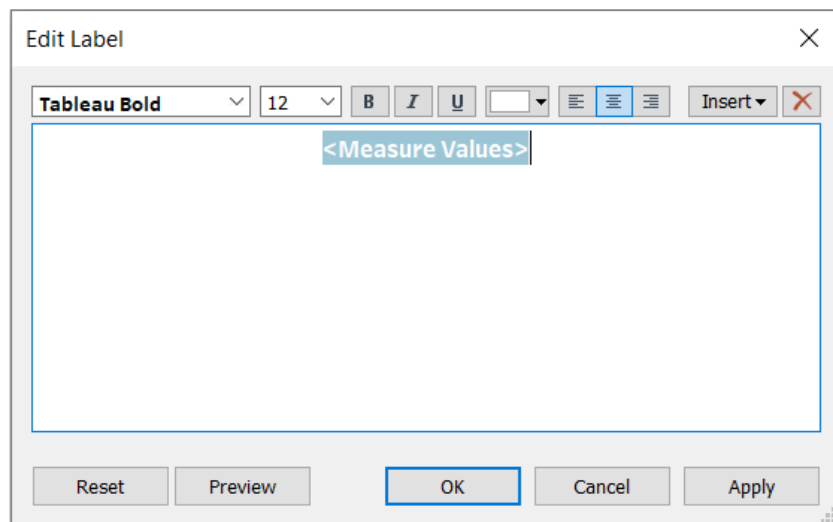 Edit Label
Tableau Bold 12 B I U Insert
<Measure Values>
Reset Preview OK Cancel Apply